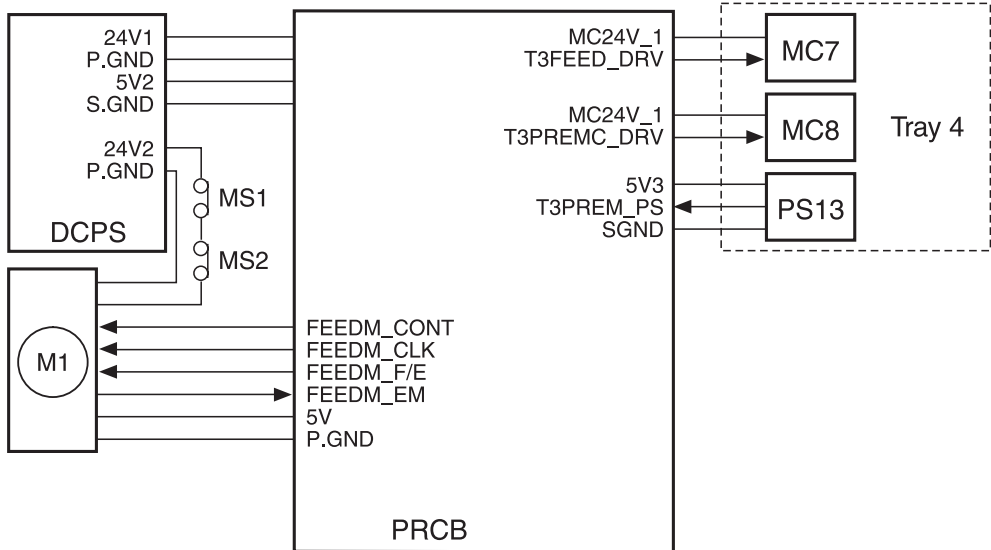 24V1
P.GND
5V2
S.GND
24V2
P.GND
DCPS
MS1
MS2
M1
FEEDM_CONT
FEEDM_CLK
FEEDM_F/E
FEEDM_EM
5V
P.GND
PRCB
MC24V_1
T3FEED_DRV
MC24V_1
T3PREMC_DRV
5V3
T3PREM_PS
SGND
MC7
MC8
PS13
Tray 4